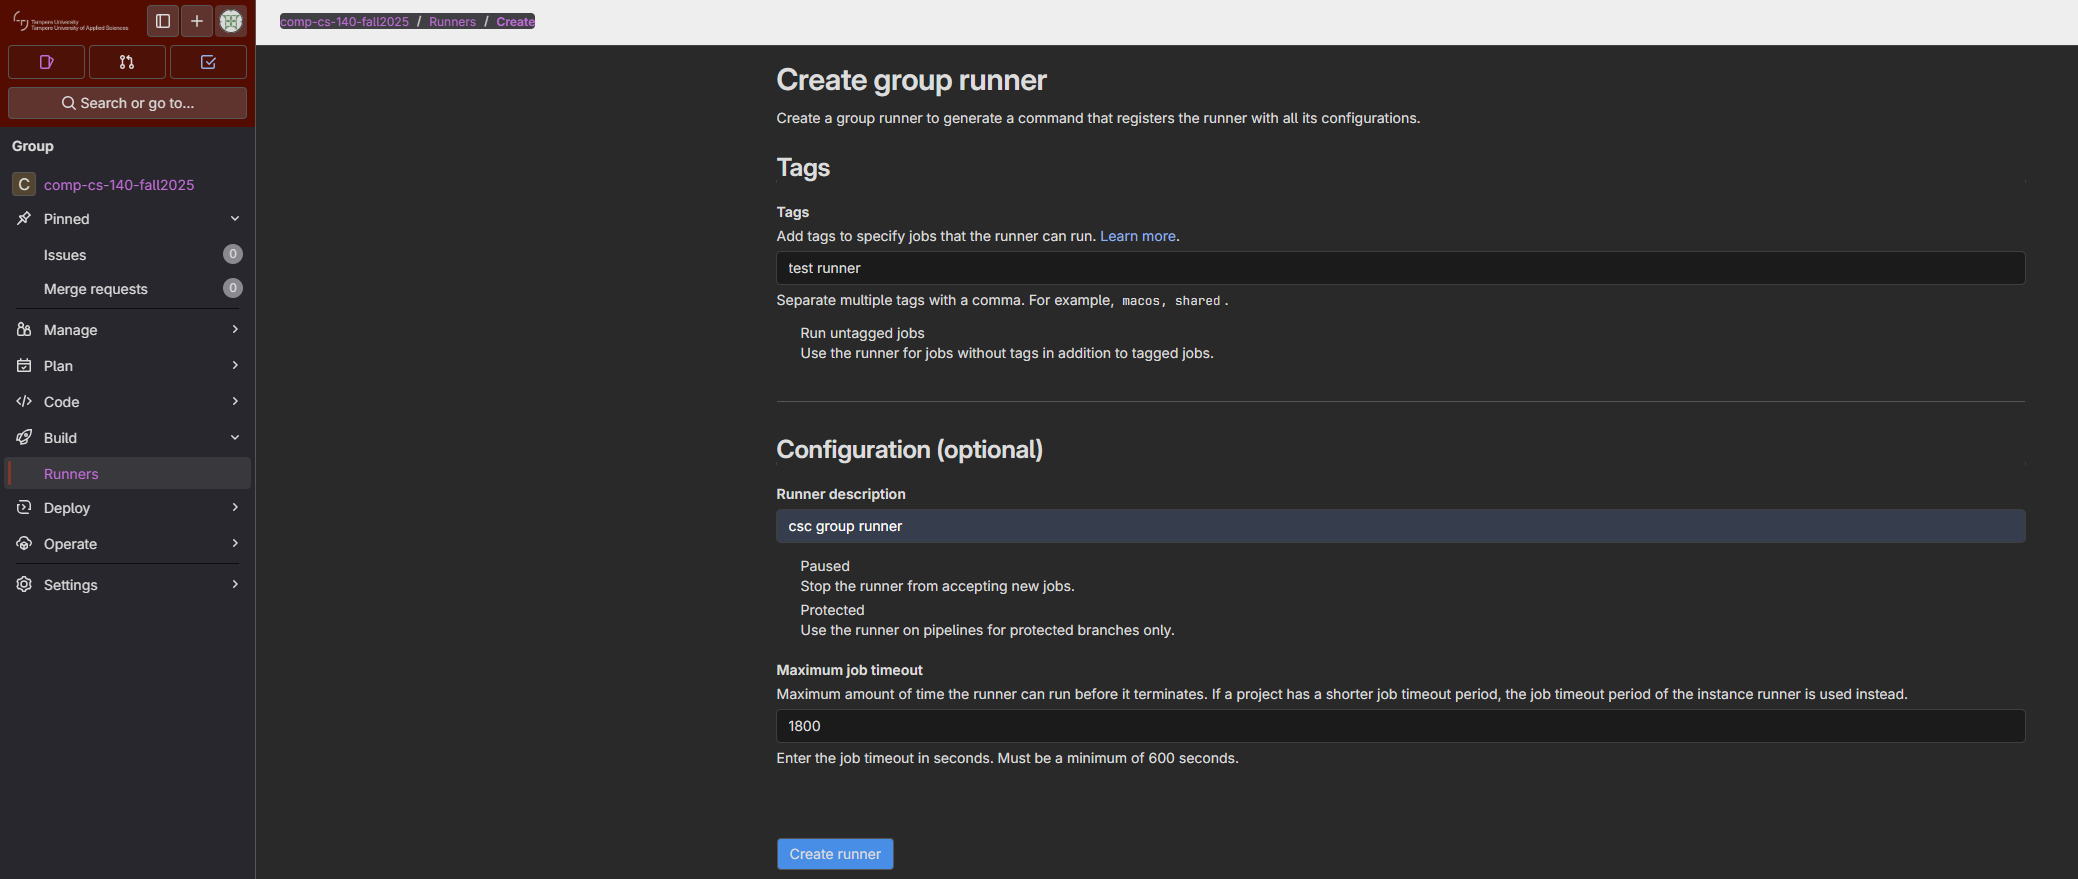 Tampere University
Tampere University of Applied Sciences
Search or go to...
Group
C comp-cs-140-fall2025
Pinned
Issues 0
Merge requests 0
Manage
Plan
Code
Build
Runners
Deploy
Operate
Settings
comp-cs-140-fall2025 / Runners / Create
Create group runner
Create a group runner to generate a command that registers the runner with all its configurations.
Tags
Tags
Add tags to specify jobs that the runner can run. Learn more.
test runner
Separate multiple tags with a comma. For example, macos, shared.
Run untagged jobs
Use the runner for jobs without tags in addition to tagged jobs.
Configuration (optional)
Runner description
csc group runner
Paused
Stop the runner from accepting new jobs.
Protected
Use the runner on pipelines for protected branches only.
Maximum job timeout
Maximum amount of time the runner can run before it terminates. If a project has a shorter job timeout period, the job timeout period of the instance runner is used instead.
1800
Enter the job timeout in seconds. Must be a minimum of 600 seconds.
Create runner